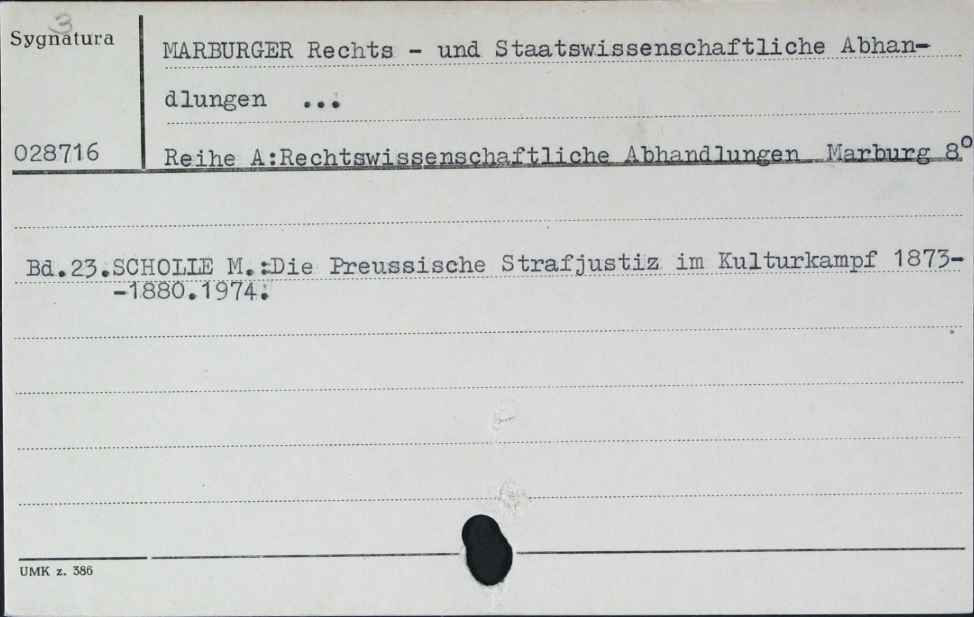 3
Sygnatura
MARBURGER Rechts - und Staatswissenschaftliche Abhan-
dlungen ...
028716
Reihe A:Rechtswissenschaftliche Abhandlungen Marburg 8°
Bd.23.SCHOLLE M.:Die Preussische Strafjustiz im Kulturkampf 1873-
-1880.1974.
UMK z. 386